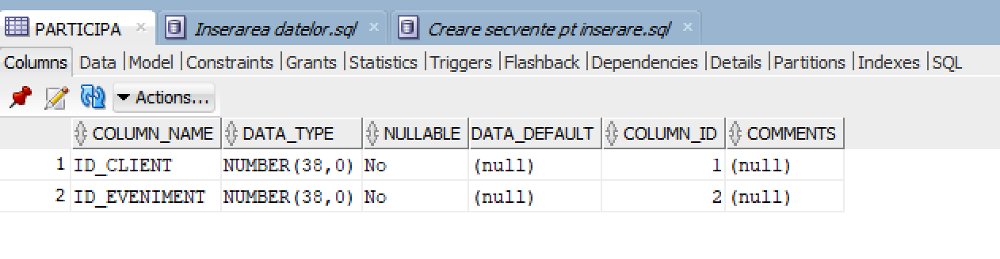 PARTICIPA × Inserarea datelor.sql × Creare secvente pt inserare.sql ×
Columns Data |Model |Constraints |Grants |Statistics |Triggers |Flashback |Dependencies |Details |Partitions |Indexes |SQL
Actions...
COLUMN_NAME DATA_TYPE NULLABLE DATA_DEFAULT COLUMN_ID COMMENTS
1 ID_CLIENT NUMBER(38,0) No (null) 1 (null)
2 ID_EVENIMENT NUMBER(38,0) No (null) 2 (null)